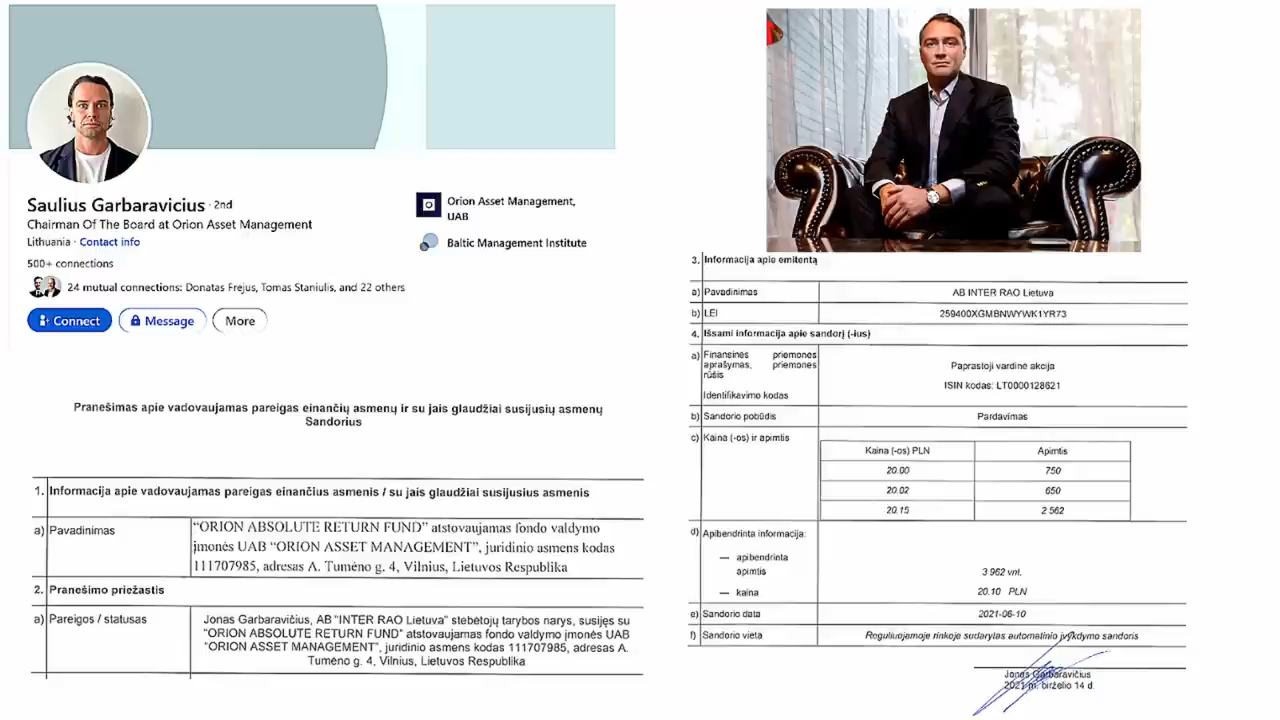 Saulius Garbaravicius · 2nd
Chairman Of The Board at Orion Asset Management
Lithuania · Contact info
500+ connections
24 mutual connections: Donatas Frejus, Tomas Staniulis, and 22 others
Connect
Message
More
Orion Asset Management,
UAB
Baltic Management Institute
Pranešimas apie vadovaujamas pareigas einančių asmenų ir su jais glaudžiai susijusių asmenų
Sandorius
1. Informacija apie vadovaujamas pareigas einančius asmenis / su jais glaudžiai susijusius asmenis
a) Pavadinimas
“ORION ABSOLUTE RETURN FUND” atstovaujamas fondo valdymo
įmonės UAB “ORION ASSET MANAGEMENT”, juridinio asmens kodas
111707985, adresas A. Tumėno g. 4, Vilnius, Lietuvos Respublika
2. Pranešimo priežastis
a) Pareigos / statusas
Jonas Garbaravičius, AB "INTER RAO Lietuva" stebėtojų tarybos narys, susijęs su
“ORION ABSOLUTE RETURN FUND” atstovaujamas fondo valdymo įmonės UAB
“ORION ASSET MANAGEMENT”, juridinio asmens kodas 111707985, adresas A.
Tumėno g. 4, Vilnius, Lietuvos Respublika
3. Informacija apie emitentą
a) Pavadinimas
AB INTER RAO Lietuva
b) LEI
259400XGMBNWYWK1YR73
4. Išsami informacija apie sandorį (-ius)
a) Finansinės priemonės
aprašymas, priemonės
rūšis
Identifikavimo kodas
Paprastoji vardinė akcija
ISIN kodas: LT0000128621
b) Sandorio pobūdis
Pardavimas
c) Kaina (-os) ir apimtis
Kaina (-os) PLN Apimtis
20.00 750
20.02 650
20.15 2 562
d) Apibendrinta informacija:
— apibendrinta
apimtis
3 962 vnt.
— kaina
20.10 PLN
e) Sandorio data
2021-06-10
f) Sandorio vieta
Reguliuojamoje rinkoje sudarytas automatinio įvykdymo sandoris
Jonas Garbaravičius
2021 m. birželio 14 d.